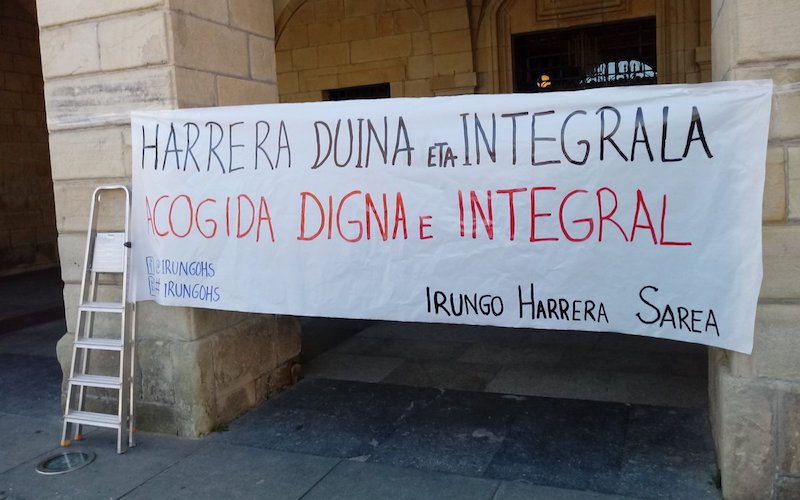 HARRERA DUINA ETA INTEGRALA
ACOGIDA DIGNA E INTEGRAL
@IRUNGOHS
# IRUNGOHS
IRUNGO HARRERA SAREA